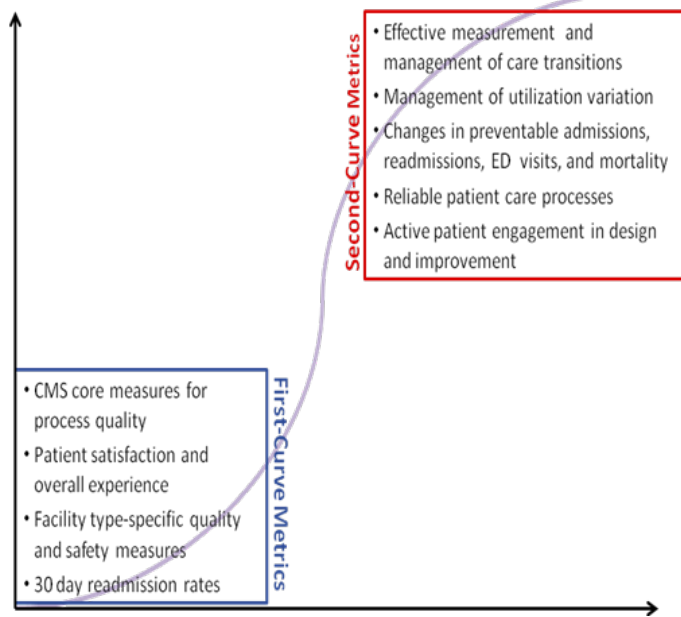 Second-Curve Metrics
• Effective measurement and
management of care transitions
• Management of utilization variation
• Changes in preventable admissions,
readmissions, ED visits, and mortality
• Reliable patient care processes
• Active patient engagement in design
and improvement
• CMS core measures for
process quality
• Patient satisfaction and
overall experience
• Facility type-specific quality
and safety measures
• 30 day readmission rates
First-Curve Metrics